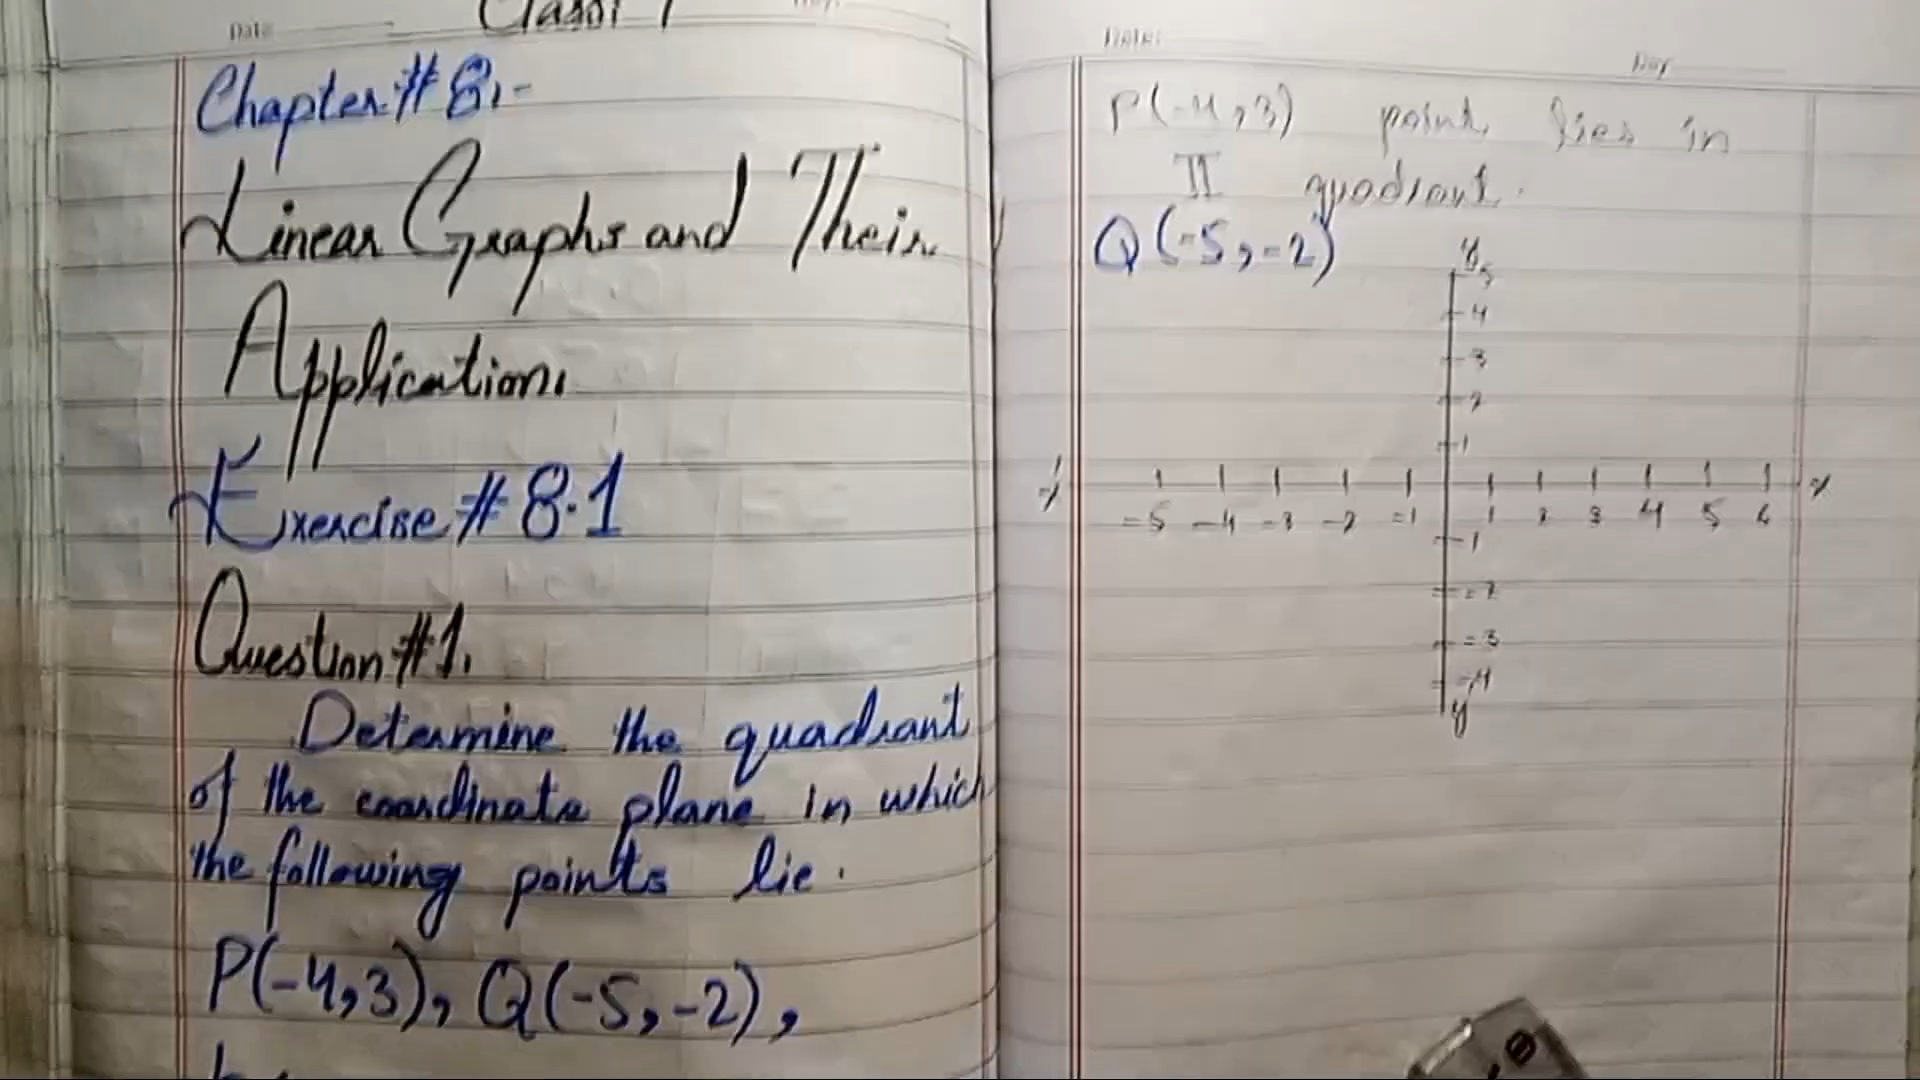 Date
Chapter # 8.-
Linear Graphs and Their
Application.
Exercise # 8.1
Question #1.
Determine the quadrant
of the coordinate plane in which
the following points lie.
P(-4,3), Q(-5,-2),
Date:
Day
P(-4,3) point lies in
II quadrant.
Q(-5,-2)
y
5
4
3
2
1
x' x
-5 -4 -3 -2 -1 1 2 3 4 5 6
-1
-2
-3
-4
y'